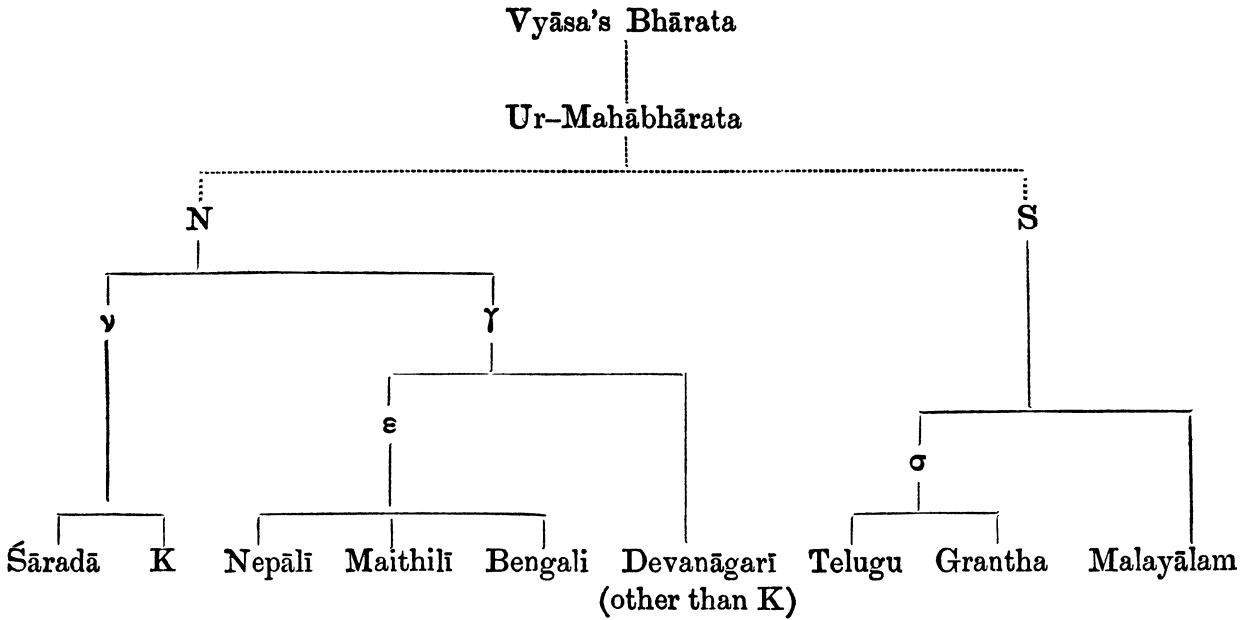 Vyāsa's Bhārata
Ur–Mahābhārata
N S
ν γ
ε
σ
Śāradā K Nepālī Maithilī Bengali Devanāgarī Telugu Grantha Malayālam
(other than K)